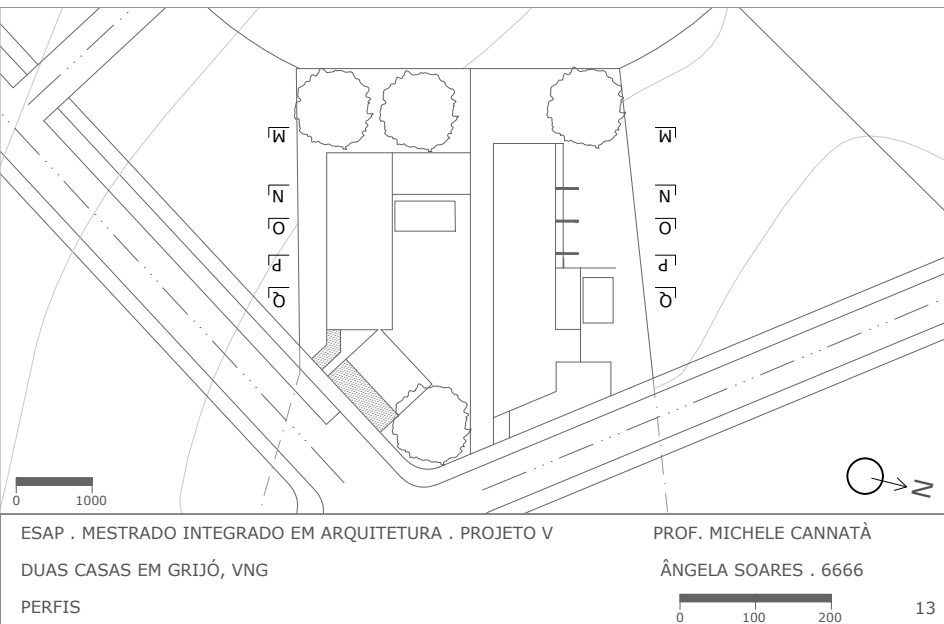 M M
N N
O O
P P
Q Q
0 1000
N
ESAP . MESTRADO INTEGRADO EM ARQUITETURA . PROJETO V
PROF. MICHELE CANNATÀ
DUAS CASAS EM GRIJÓ, VNG
ÂNGELA SOARES . 6666
PERFIS
0 100 200
13